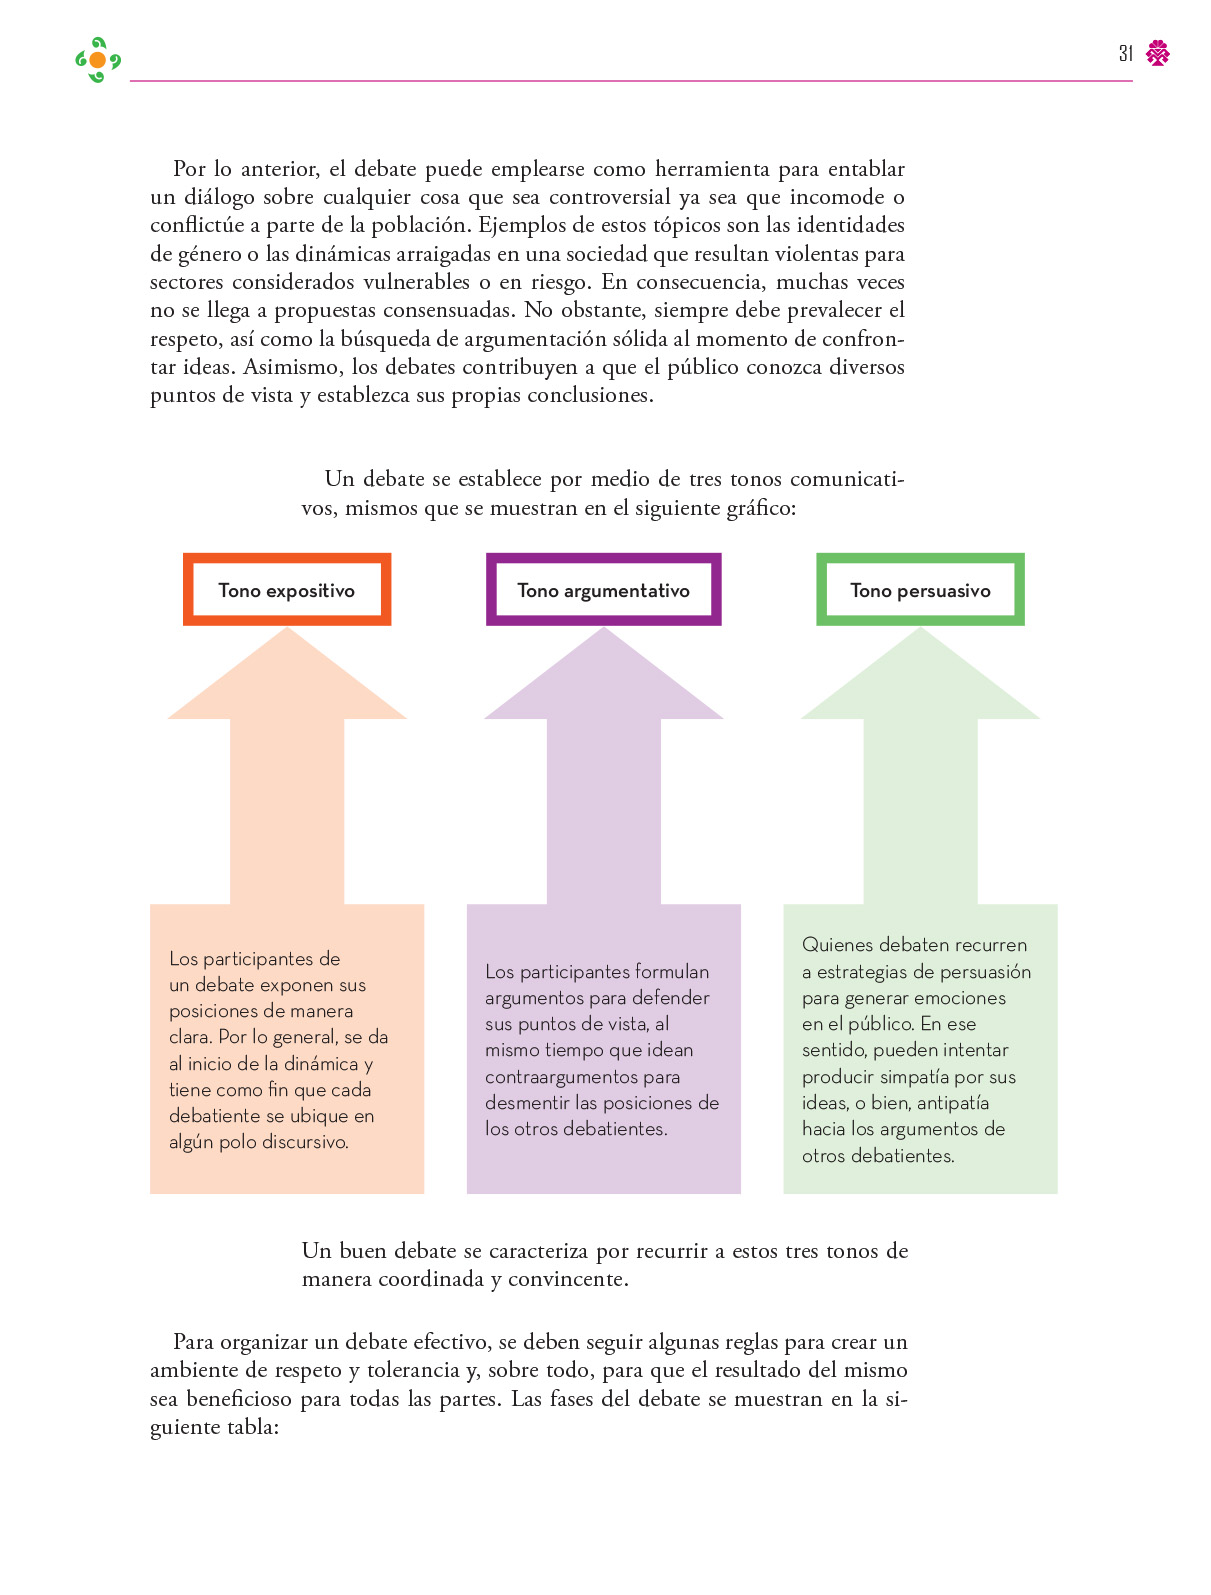 31
Por lo anterior, el debate puede emplearse como herramienta para entablar
un diálogo sobre cualquier cosa que sea controversial ya sea que incomode o
conflictúe a parte de la población. Ejemplos de estos tópicos son las identidades
de género o las dinámicas arraigadas en una sociedad que resultan violentas para
sectores considerados vulnerables o en riesgo. En consecuencia, muchas veces
no se llega a propuestas consensuadas. No obstante, siempre debe prevalecer el
respeto, así como la búsqueda de argumentación sólida al momento de confron-
tar ideas. Asimismo, los debates contribuyen a que el público conozca diversos
puntos de vista y establezca sus propias conclusiones.
Un debate se establece por medio de tres tonos comunicati-
vos, mismos que se muestran en el siguiente gráfico:
Tono expositivo
Los participantes de
un debate exponen sus
posiciones de manera
clara. Por lo general, se da
al inicio de la dinámica y
tiene como fin que cada
debatiente se ubique en
algún polo discursivo.
Tono argumentativo
Los participantes formulan
argumentos para defender
sus puntos de vista, al
mismo tiempo que idean
contraargumentos para
desmentir las posiciones de
los otros debatientes.
Tono persuasivo
Quienes debaten recurren
a estrategias de persuasión
para generar emociones
en el público. En ese
sentido, pueden intentar
producir simpatía por sus
ideas, o bien, antipatía
hacia los argumentos de
otros debatientes.
Un buen debate se caracteriza por recurrir a estos tres tonos de
manera coordinada y convincente.
Para organizar un debate efectivo, se deben seguir algunas reglas para crear un
ambiente de respeto y tolerancia y, sobre todo, para que el resultado del mismo
sea beneficioso para todas las partes. Las fases del debate se muestran en la si-
guiente tabla: